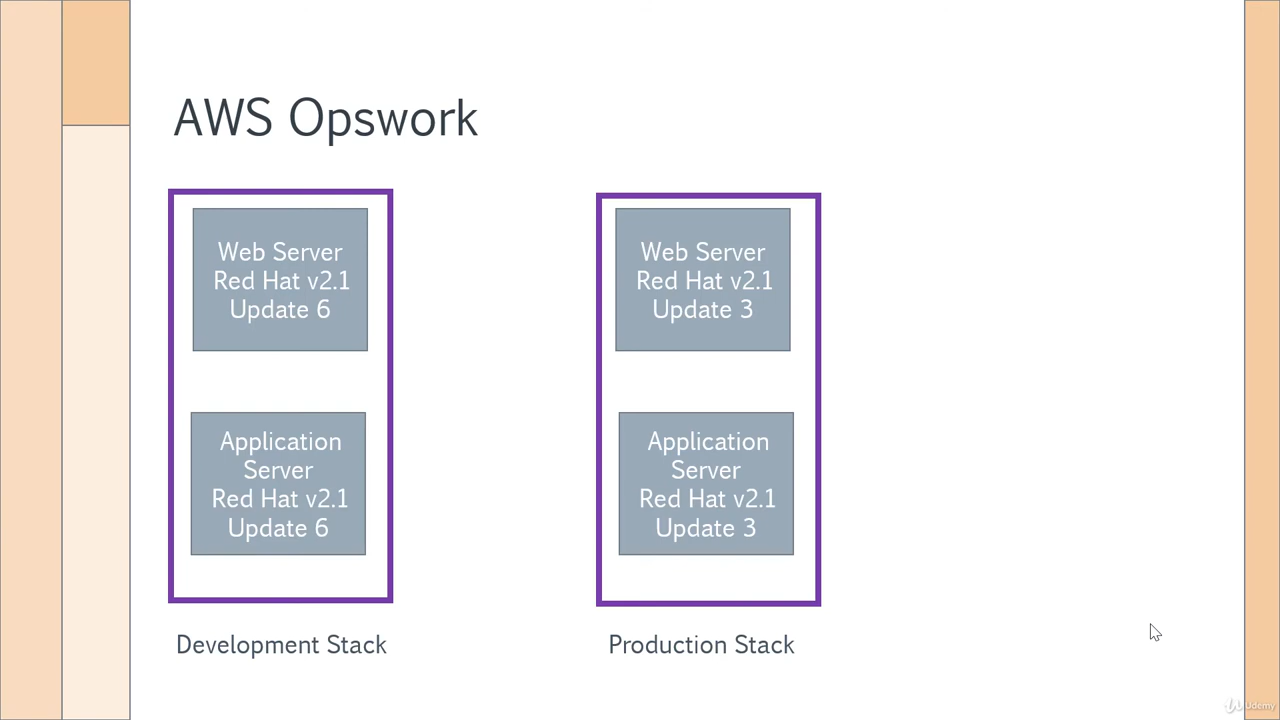 AWS Opswork
Web Server
Red Hat v2.1
Update 6
Application
Server
Red Hat v2.1
Update 6
Development Stack
Web Server
Red Hat v2.1
Update 3
Application
Server
Red Hat v2.1
Update 3
Production Stack
Udemy